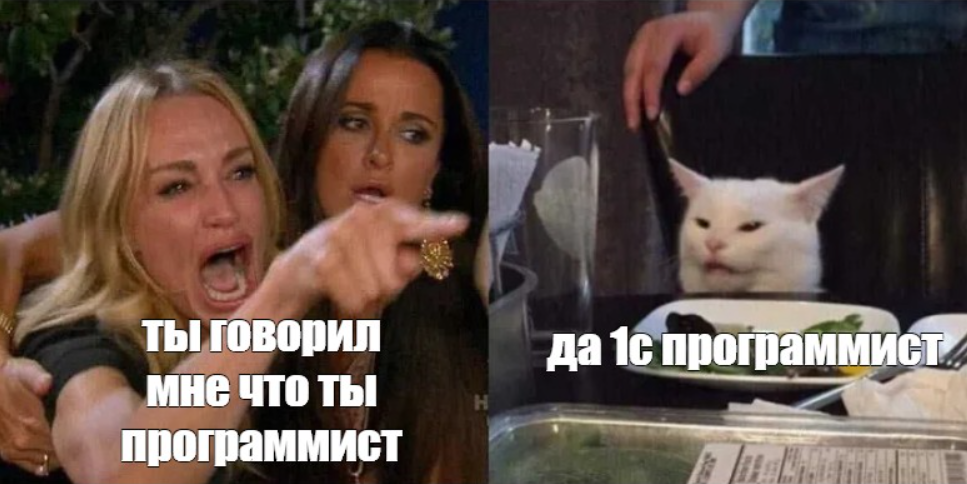 ты говорил
мне что ты
программист
да 1с программист